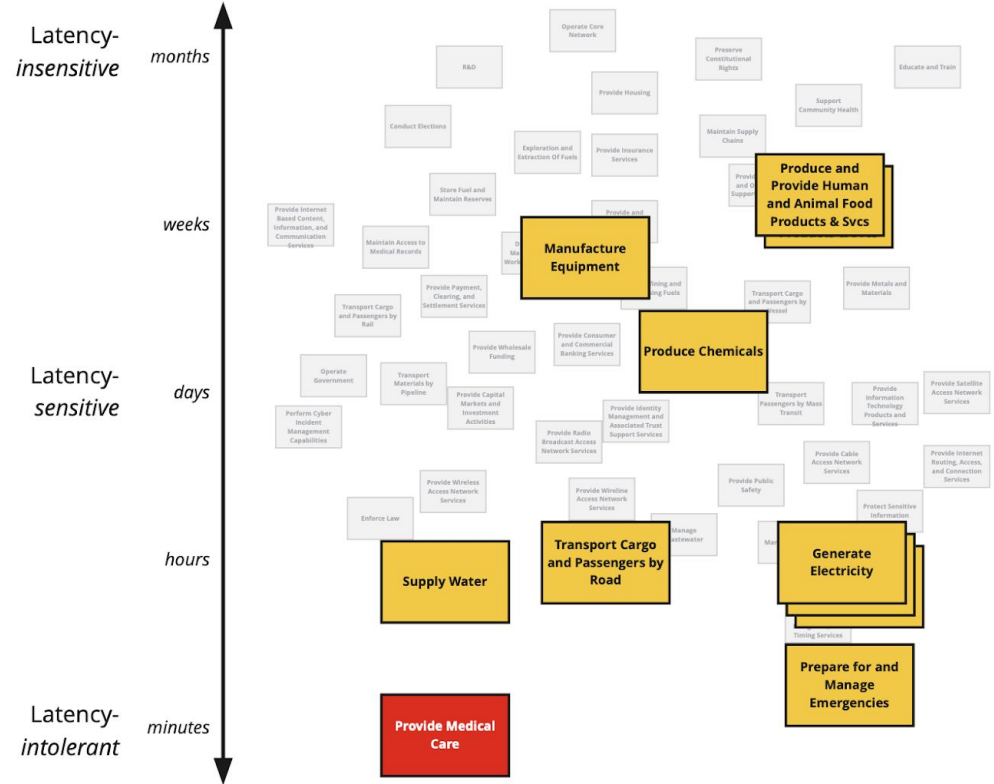 Latency-
insensitive
months
weeks
Latency-
sensitive
days
hours
Latency-
intolerant
minutes
Operate Core
Network
R&D
Preserve
Constitutional
Rights
Educate and Train
Provide Housing
Support
Community Health
Conduct Elections
Maintain Supply
Chains
Exploration and
Extraction Of Fuels
Provide Insurance
Services
Produce and
Provide Human
and Animal Food
Products & Svcs
Store Fuel and
Maintain Reserves
Provide Internet
Based Content,
Information, and
Communication
Services
Provide and
Maintain Access to
Medical Records
Manufacture
Equipment
Provide Payment,
Clearing, and
Settlement Services
Transport Cargo
and Passengers by
Provide Metals and
Materials
Transport Cargo
and Passengers by
Rail
Provide Wholesale
Funding
Provide Consumer
and Commercial
Banking Services
Produce Chemicals
Operate
Government
Transport
Materials by
Pipeline
Provide Capital
Markets and
Investment
Activities
Transport
Passengers by Mass
Transit
Provide
Information
Technology
Products and
Services
Provide Satellite
Access Network
Services
Perform Cyber
Incident
Management
Capabilities
Provide Identity
Management and
Associated Trust
Support Services
Provide Radio
Broadcast Access
Network Services
Provide Cable
Access Network
Services
Provide Internet
Routing, Access,
and Connection
Services
Provide Wireless
Access Network
Services
Provide Wireline
Access Network
Services
Provide Public
Safety
Enforce Law
Protect Sensitive
Information
Manage
Supply Water
Transport Cargo
and Passengers by
Road
Generate
Electricity
Timing Services
Prepare for and
Manage
Emergencies
Provide Medical
Care